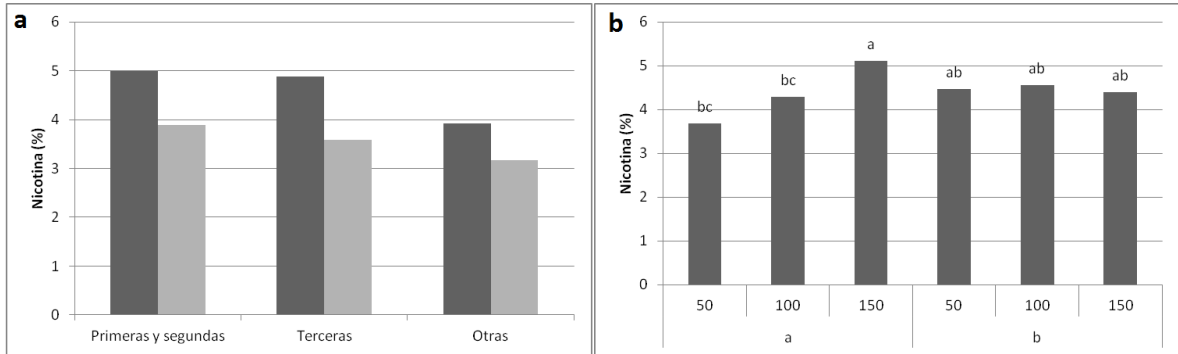 a
Nicotina (%)
6
5
4
3
2
1
0
Primeras y segundas Terceras Otras
b
Nicotina (%)
6
5
4
3
2
1
0
bc bc a ab ab ab
50 100 150 50 100 150
a b